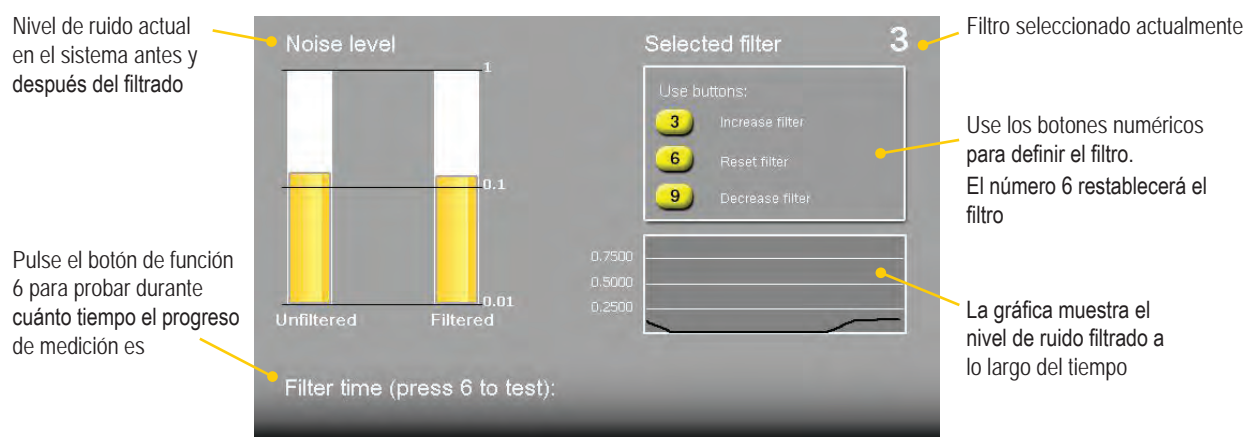 Nivel de ruido actual
en el sistema antes y
después del filtrado
Pulse el botón de función
6 para probar durante
cuánto tiempo el progreso
de medición es
Noise level
1
0.1
0.01
Unfiltered
Filtered
Filter time (press 6 to test):
Selected filter
3
Use buttons:
3 Increase filter
6 Reset filter
9 Decrease filter
0.7500
0.5000
0.2500
Filtro seleccionado actualmente
Use los botones numéricos
para definir el filtro.
El número 6 restablecerá el
filtro
La gráfica muestra el
nivel de ruido filtrado a
lo largo del tiempo